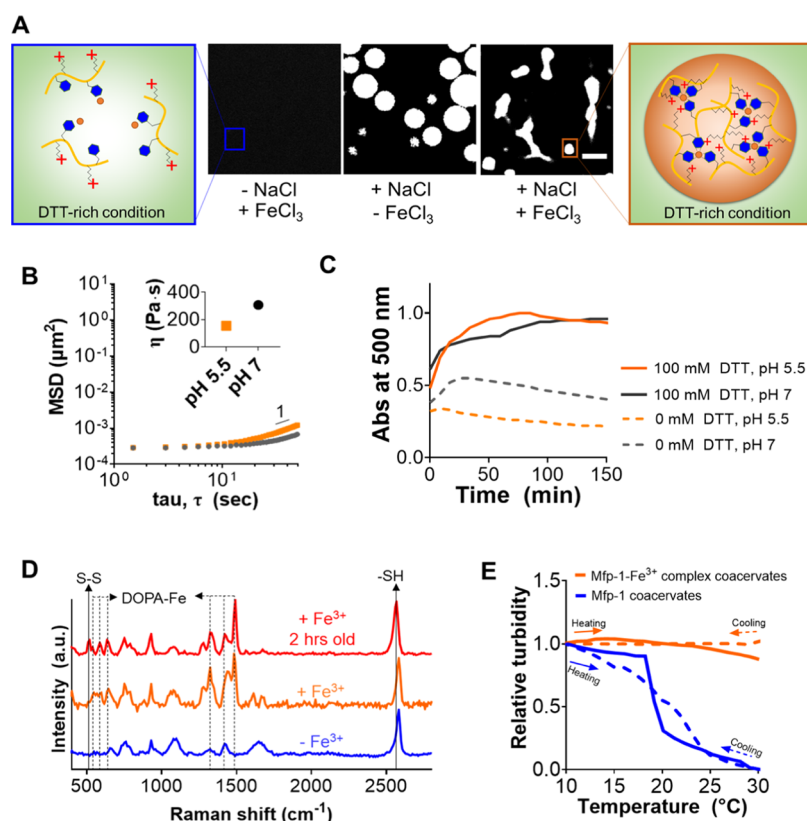 A
DTT-rich condition
- NaCl
+ FeCl3
+ NaCl
- FeCl3
+ NaCl
+ FeCl3
DTT-rich condition
B
MSD (µm²)
10¹
10⁰
10⁻¹
10⁻²
10⁻³
10⁻⁴
10⁰
10¹
tau, τ (sec)
η (Pa·s)
400
200
0
pH 5.5
pH 7
1
C
Abs at 500 nm
1.0
0.5
0.0
0
50
100
150
Time (min)
100 mM DTT, pH 5.5
100 mM DTT, pH 7
0 mM DTT, pH 5.5
0 mM DTT, pH 7
D
S-S
DOPA-Fe
-SH
+ Fe³⁺
2 hrs old
+ Fe³⁺
- Fe³⁺
Intensity (a.u.)
500
1000
1500
2000
2500
Raman shift (cm⁻¹)
E
Mfp-1-Fe³⁺ complex coacervates
Mfp-1 coacervates
Relative turbidity
1.5
1.0
0.5
0.0
Heating
Cooling
Heating
Cooling
10
15
20
25
30
Temperature (°C)